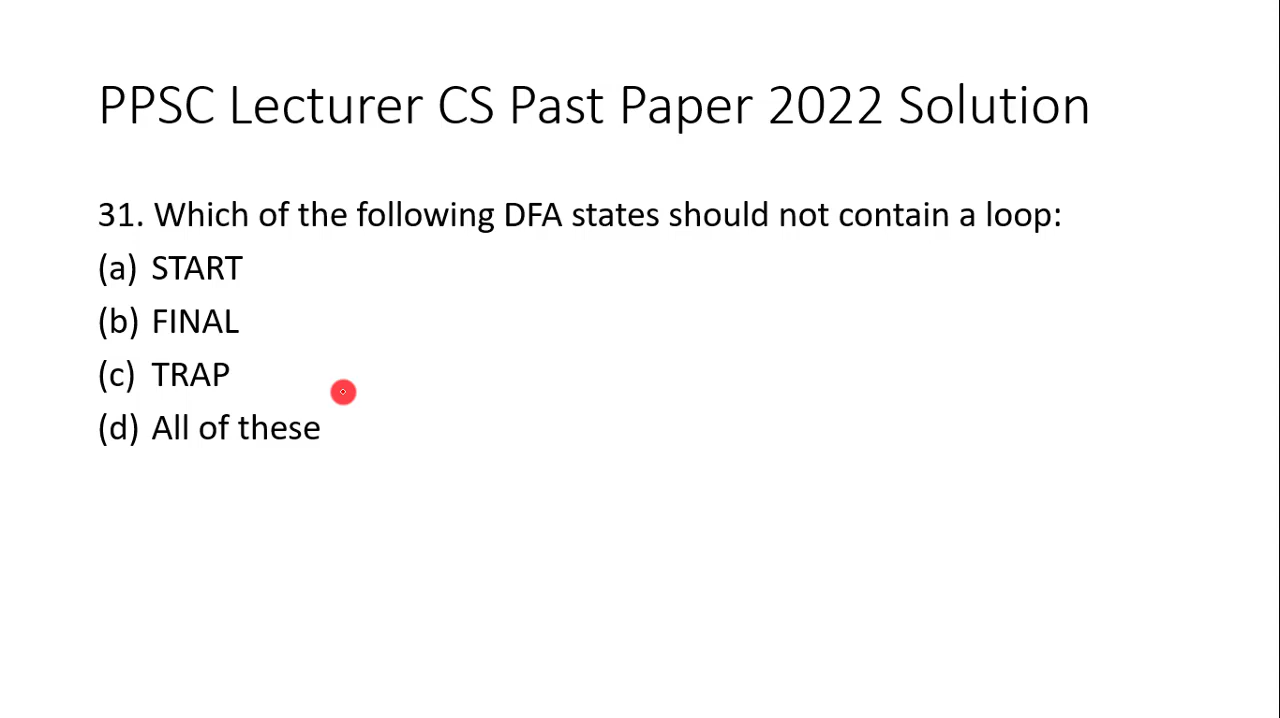 PPSC Lecturer CS Past Paper 2022 Solution
31. Which of the following DFA states should not contain a loop:
(a) START
(b) FINAL
(c) TRAP
(d) All of these